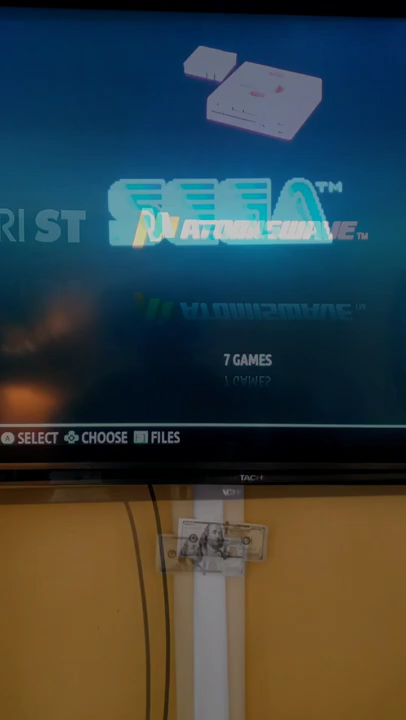 SEGA™
RI ST
ATOMISWAVE™
7 GAMES
A SELECT CHOOSE FILES